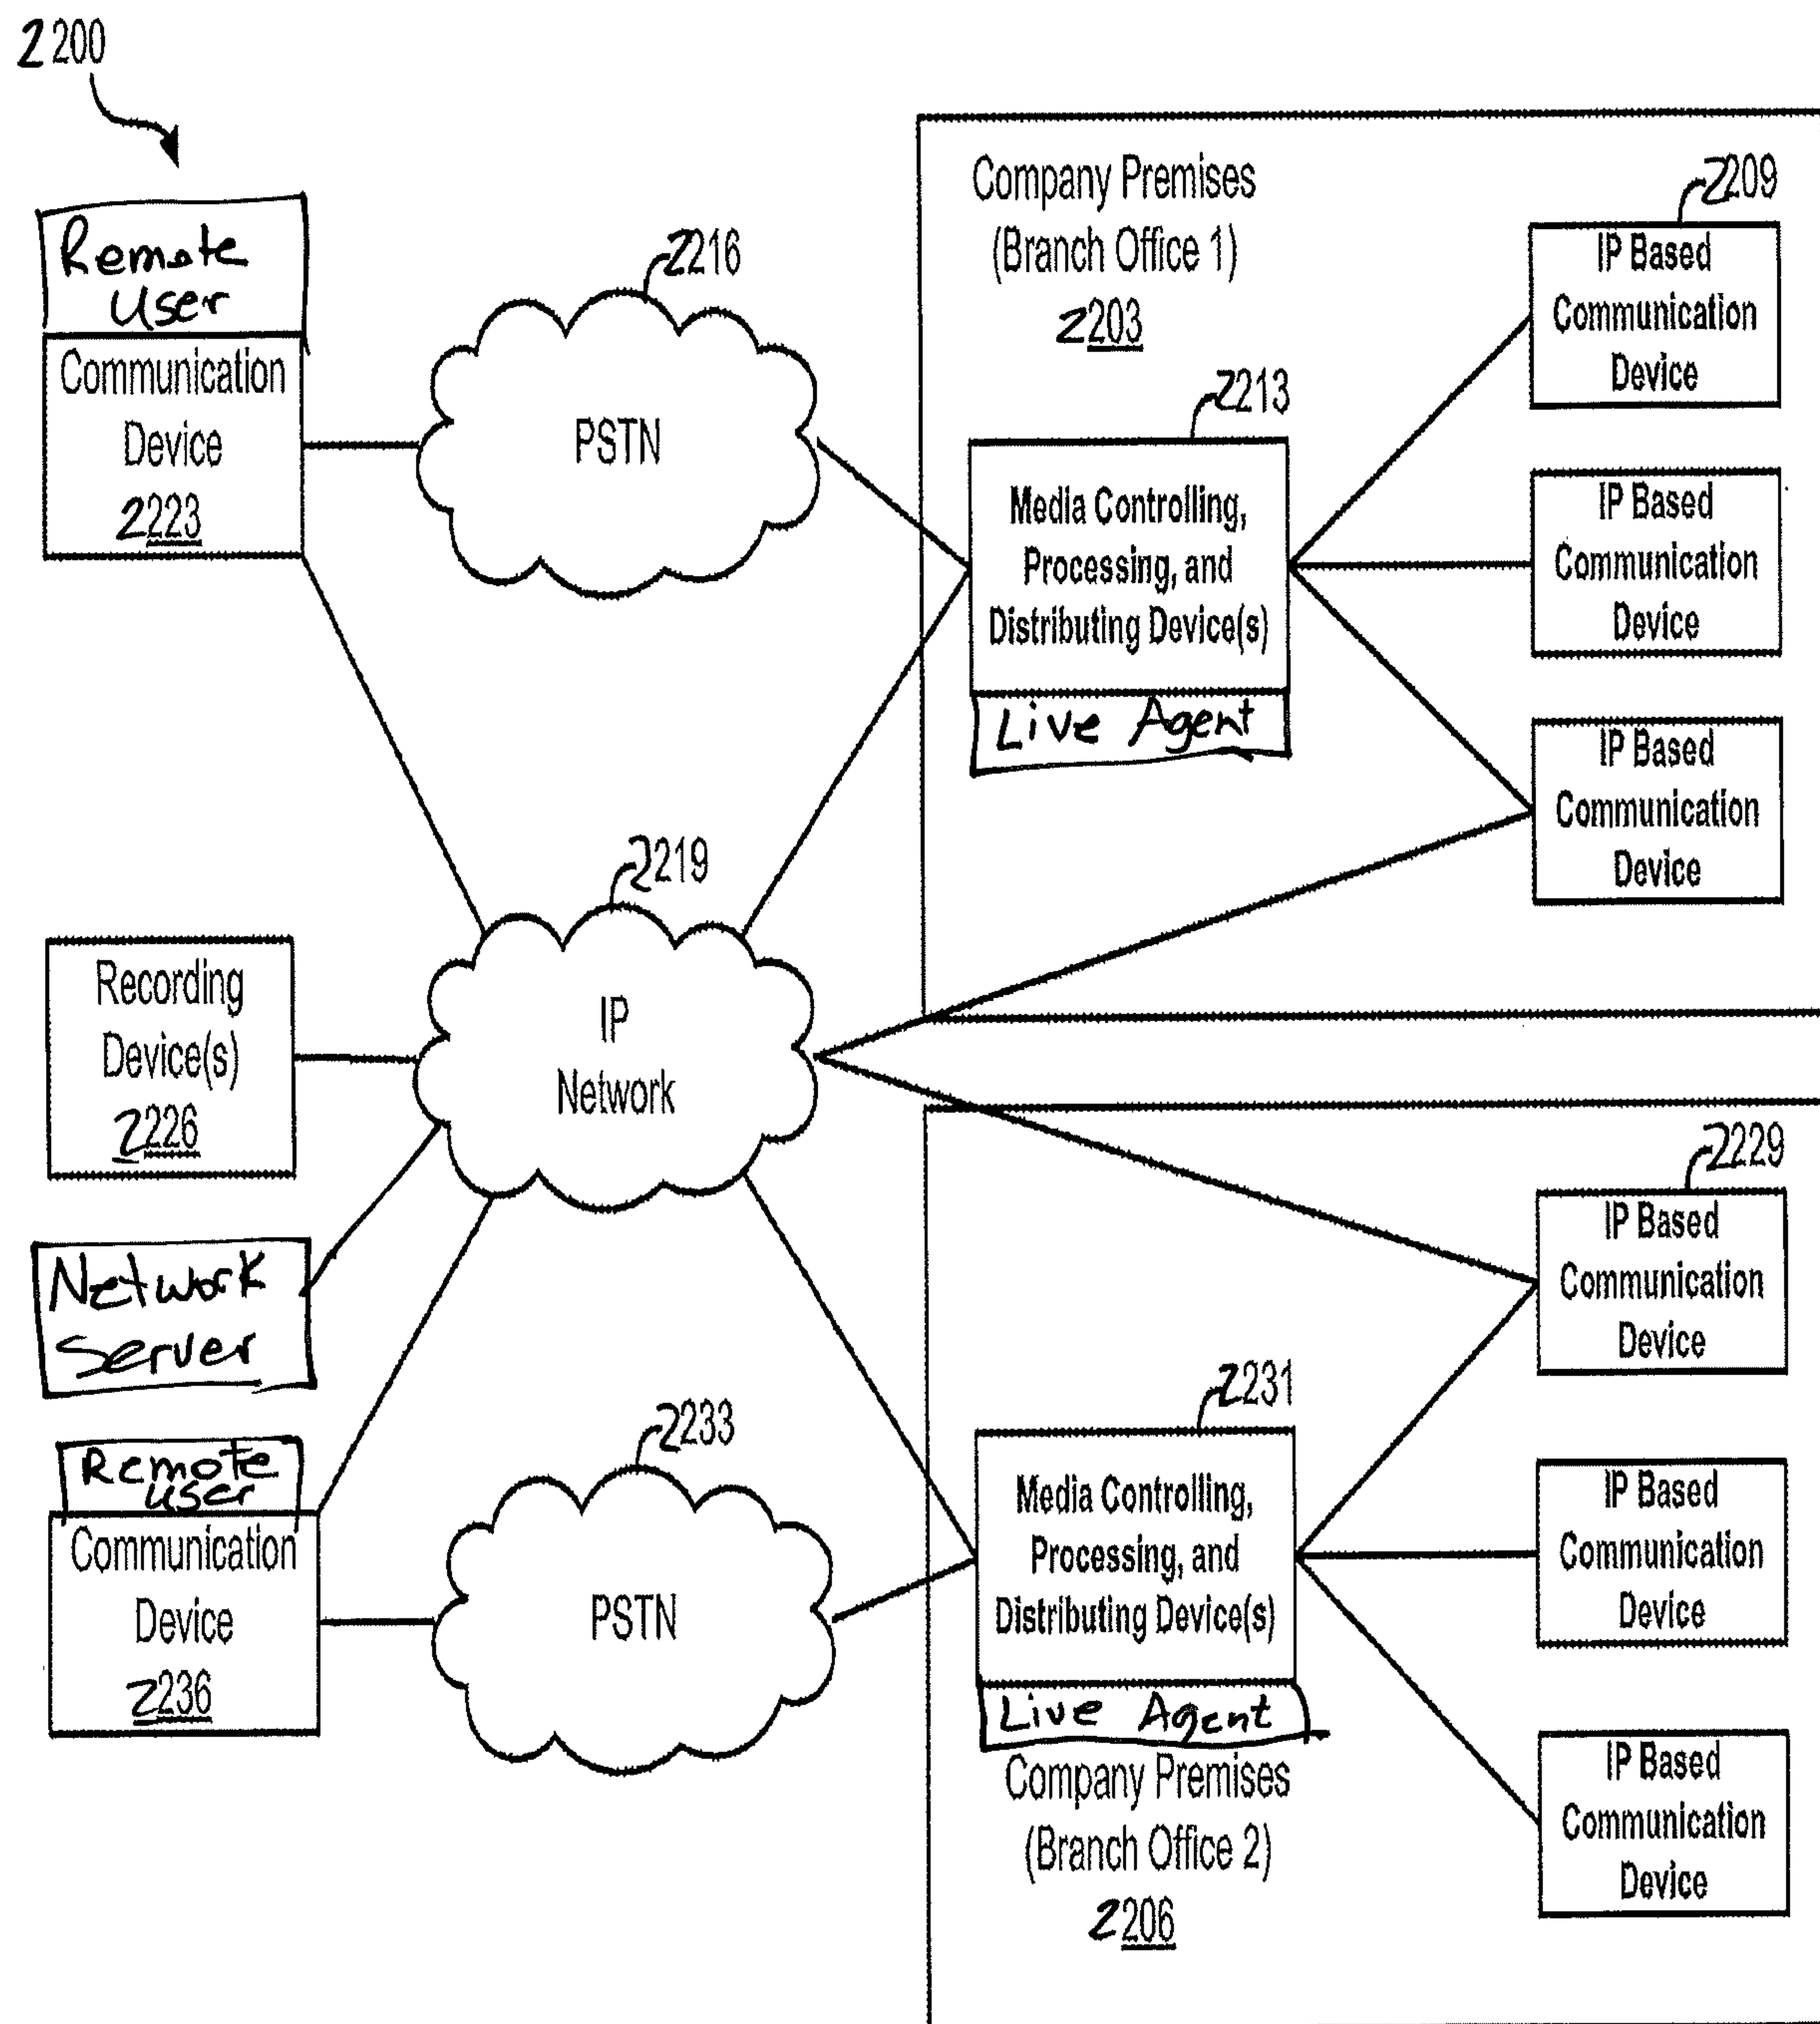 2200
Remote
User
Communication
Device
2223
2216
PSTN
Company Premises
(Branch Office 1)
2203
2213
Media Controlling,
Processing, and
Distributing Device(s)
Live Agent
2209
IP Based
Communication
Device
IP Based
Communication
Device
IP Based
Communication
Device
Recording
Device(s)
2226
2219
IP
Network
Network
Server
Remote
User
Communication
Device
2236
2233
PSTN
2231
Media Controlling,
Processing, and
Distributing Device(s)
Live Agent
Company Premises
(Branch Office 2)
2206
2229
IP Based
Communication
Device
IP Based
Communication
Device
IP Based
Communication
Device